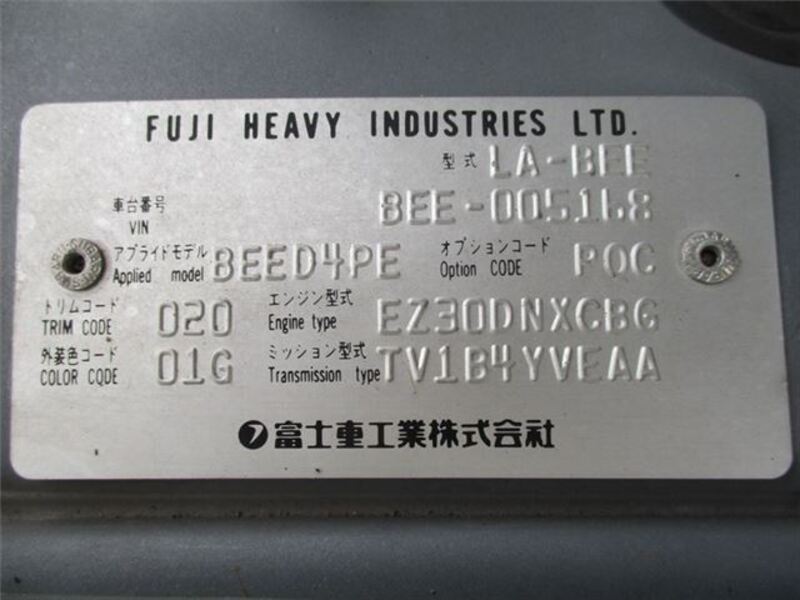 FUJI HEAVY INDUSTRIES LTD.
型式 LA-BEE
車台番号 VIN BEE-005168
アプライドモデル Applied model BEED4PE オプションコード Option CODE PQC
トリムコード TRIM CODE 020 エンジン型式 Engine type EZ30DNXCBG
外装色コード COLOR CODE 01G ミッション型式 Transmission type TV1B4YVEAA
富士重工業株式会社